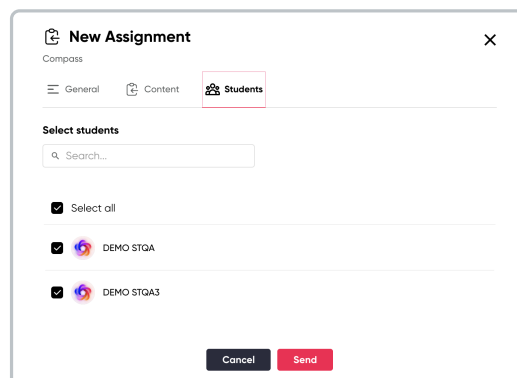 New Assignment
Compass
General Content Students
Select students
Search...
Select all
DEMO STQA
DEMO STQA3
Cancel Send